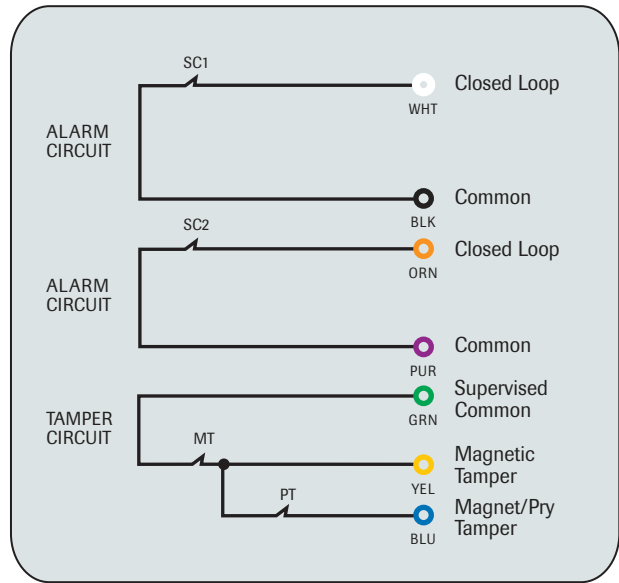 SC1
Closed Loop
WHT
ALARM
CIRCUIT
Common
BLK
SC2
Closed Loop
ORN
ALARM
CIRCUIT
Common
PUR
Supervised
Common
GRN
TAMPER
CIRCUIT
MT
Magnetic
Tamper
YEL
PT
Magnet/Pry
Tamper
BLU